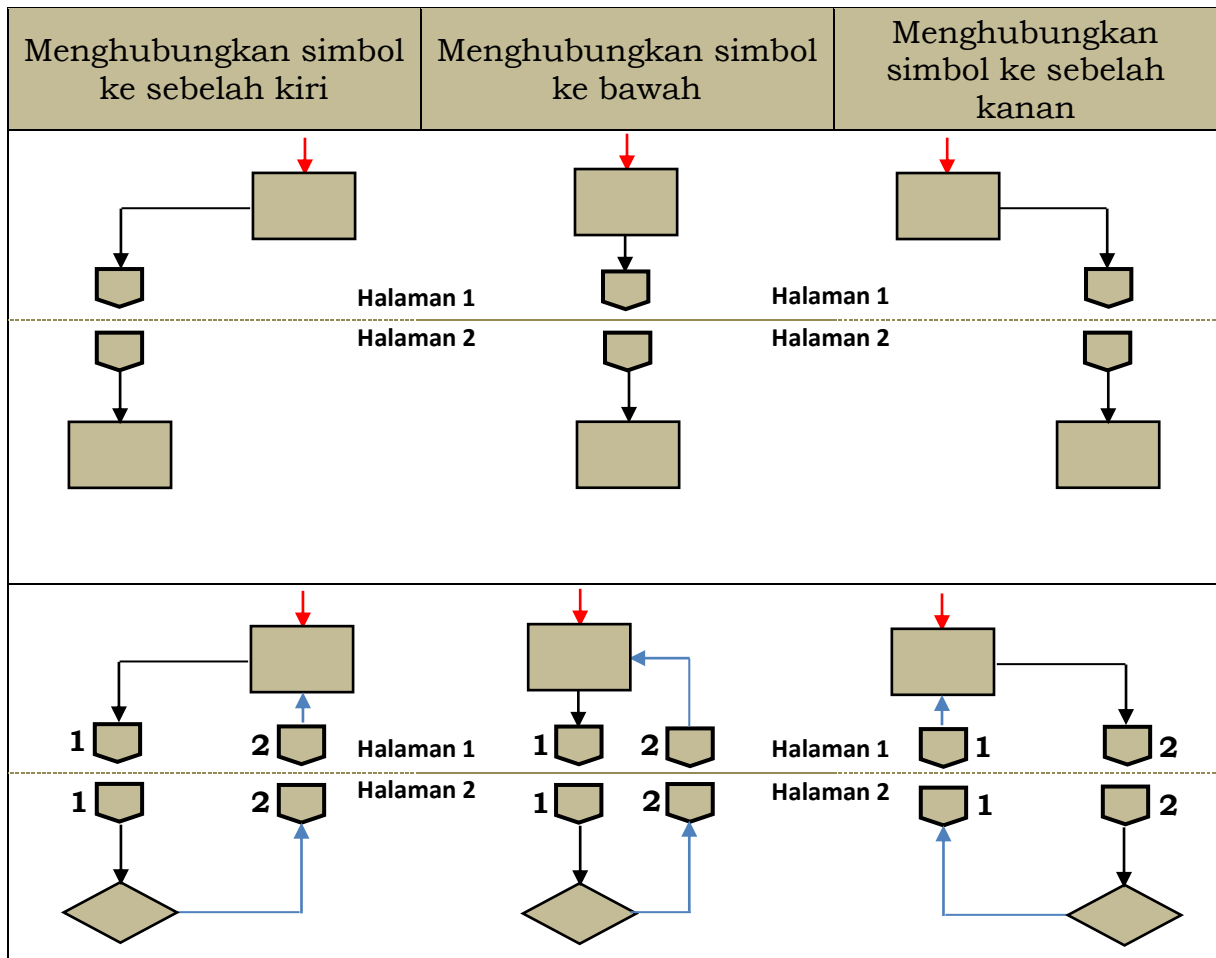 Menghubungkan simbol
ke sebelah kiri
Menghubungkan simbol
ke bawah
Menghubungkan
simbol ke sebelah
kanan
Halaman 1
Halaman 1
Halaman 2
Halaman 2
1 2 Halaman 1 1 2 Halaman 1 1 2
1 2 Halaman 2 1 2 Halaman 2 1 2